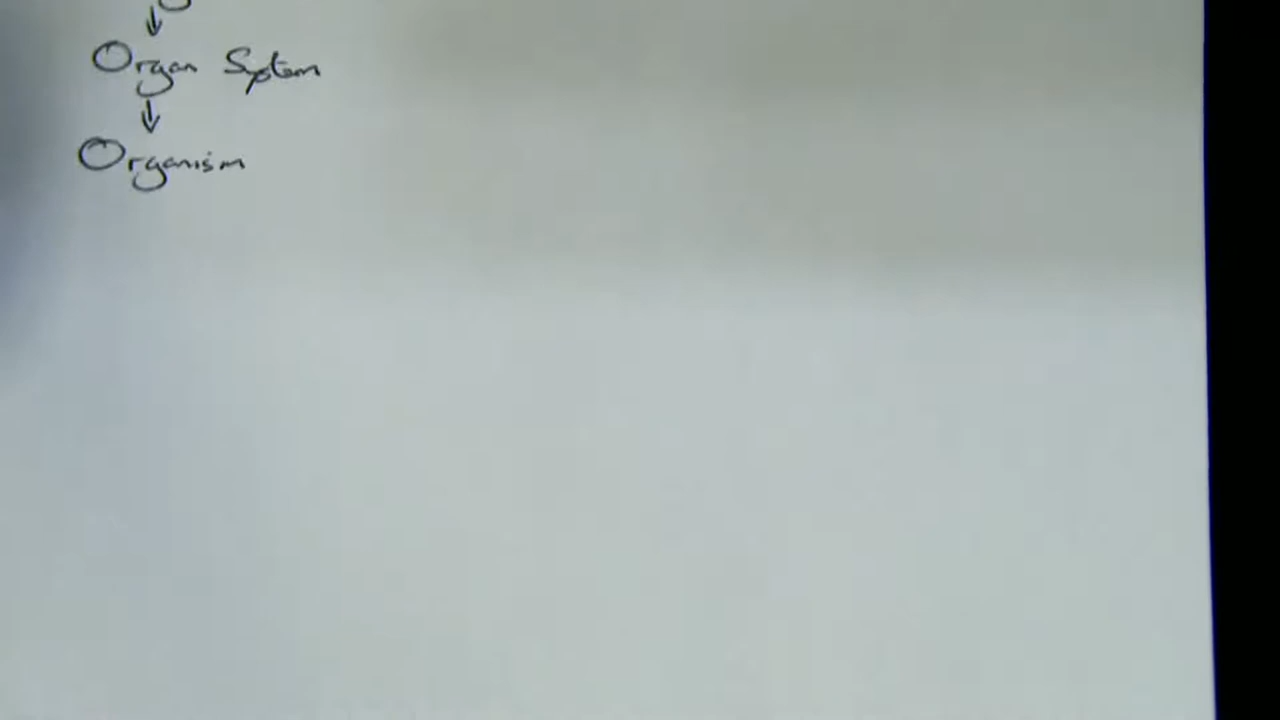 ↓
Organ System
↓
Organism